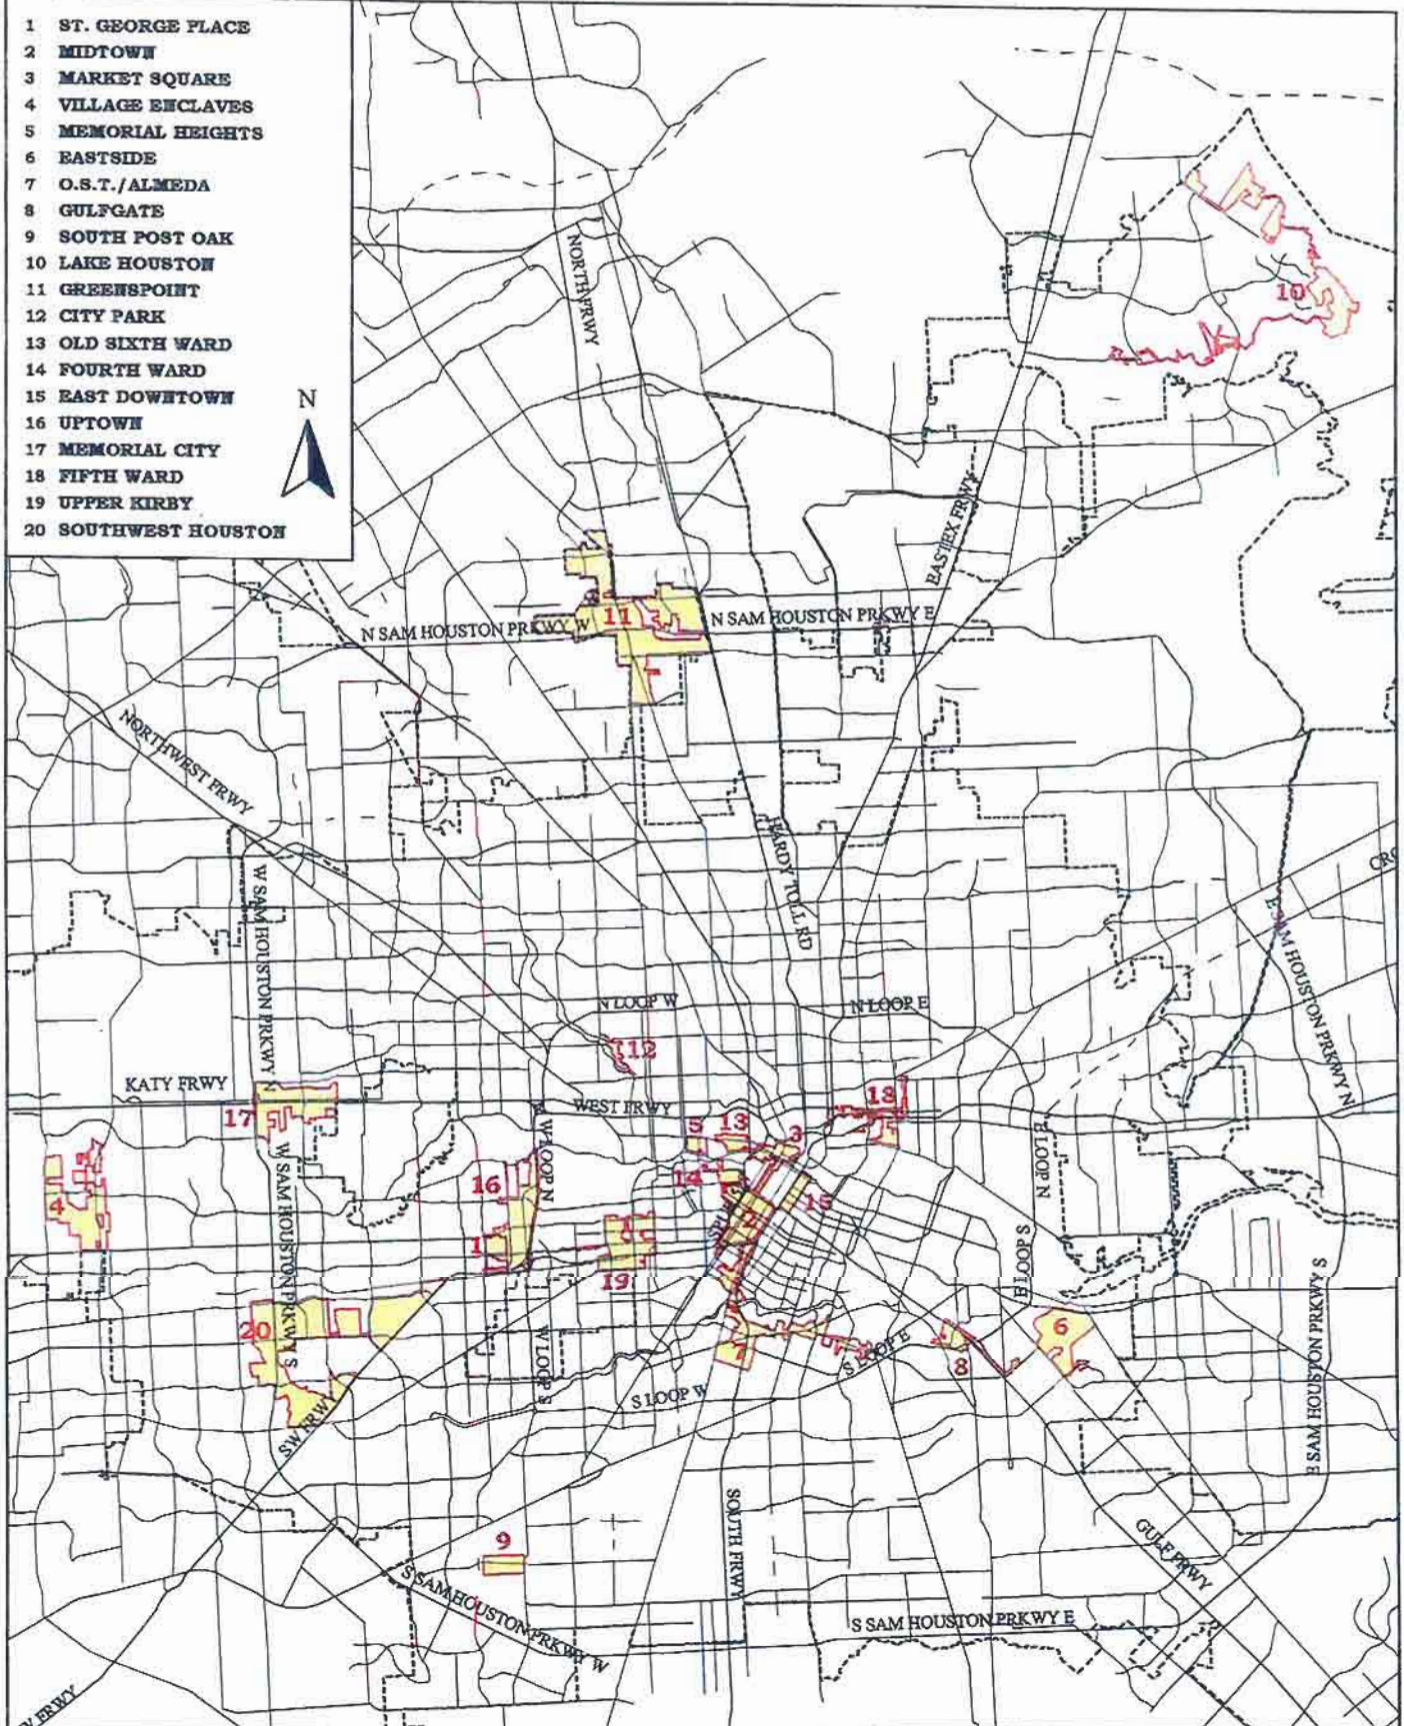 1 ST. GEORGE PLACE
2 MIDTOWN
3 MARKET SQUARE
4 VILLAGE ENCLAVES
5 MEMORIAL HEIGHTS
6 EASTSIDE
7 O.S.T./ALMEDA
8 GULFGATE
9 SOUTH POST OAK
10 LAKE HOUSTON
11 GREENSPOINT
12 CITY PARK
13 OLD SIXTH WARD
14 FOURTH WARD
15 EAST DOWNTOWN
16 UPTOWN
17 MEMORIAL CITY
18 FIFTH WARD
19 UPPER KIRBY
20 SOUTHWEST HOUSTON
N
NORTH FRWY
10
EASTEX FRWY
N SAM HOUSTON PRKWY W
11
N SAM HOUSTON PRKWY E
NORTHWEST FRWY
HARDY TOLL RD
CRO
W SAM HOUSTON PRKWY N
E SAM HOUSTON PRKWY N
N LOOP W
N LOOP E
12
KATY FRWY
WEST FRWY
18
17
5
13
3
E LOOP N
W LOOP N
14
16
15
4
W SAM HOUSTON PRKWY S
2
1
19
E LOOP S
E SAM HOUSTON PRKWY S
20
6
7
8
W LOOP S
S LOOP E
S LOOP W
SW FRWY
SOUTH FRWY
9
GULF FRWY
S SAM HOUSTON PRKWY W
S SAM HOUSTON PRKWY E
FRWY